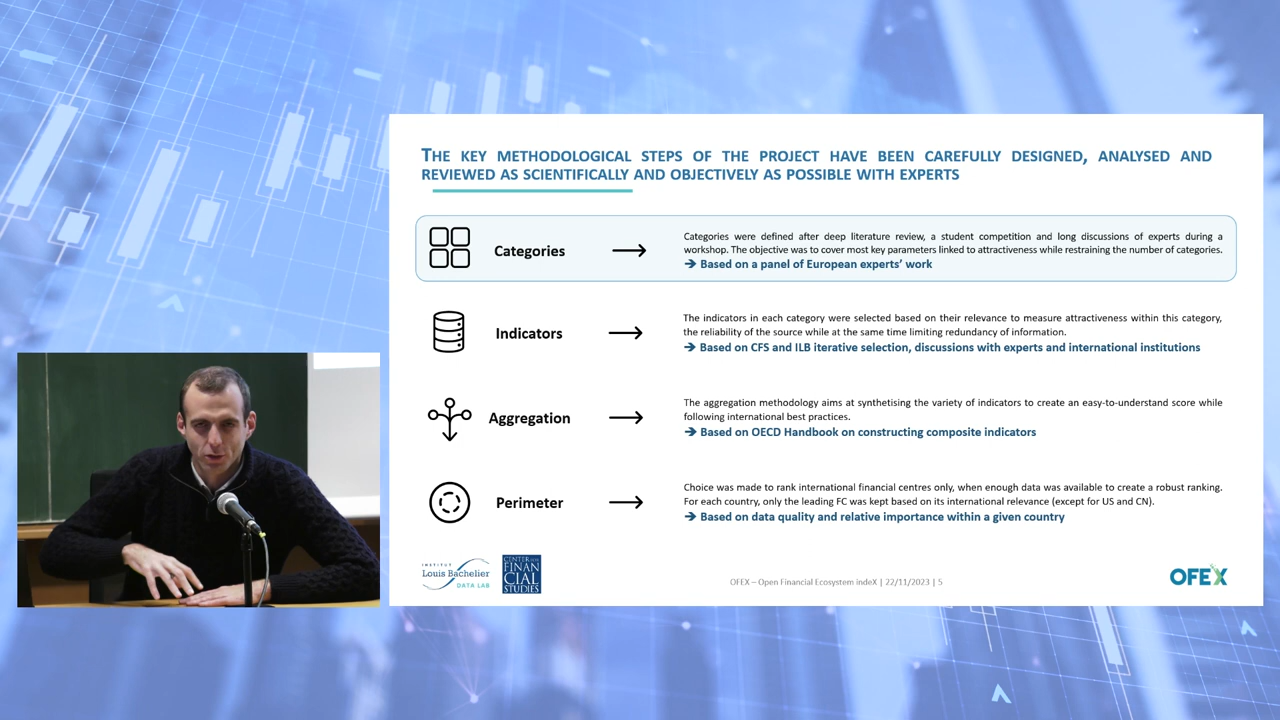 THE KEY METHODOLOGICAL STEPS OF THE PROJECT HAVE BEEN CAREFULLY DESIGNED, ANALYSED AND
REVIEWED AS SCIENTIFICALLY AND OBJECTIVELY AS POSSIBLE WITH EXPERTS
Categories
Categories were defined after deep literature review, a student competition and long discussions of experts during a
workshop. The objective was to cover most key parameters linked to attractiveness while restraining the number of categories.
➔ Based on a panel of European experts’ work
Indicators
The indicators in each category were selected based on their relevance to measure attractiveness within this category,
the reliability of the source while at the same time limiting redundancy of information.
➔ Based on CFS and ILB iterative selection, discussions with experts and international institutions
Aggregation
The aggregation methodology aims at synthetising the variety of indicators to create an easy-to-understand score while
following international best practices.
➔ Based on OECD Handbook on constructing composite indicators
Perimeter
Choice was made to rank international financial centres only, when enough data was available to create a robust ranking.
For each country, only the leading FC was kept based on its international relevance (except for US and CN).
➔ Based on data quality and relative importance within a given country
INSTITUT
Louis Bachelier
DATA LAB
CENTER for
FINAN
CIAL
STUDIES
OFEX – Open Financial Ecosystem indeX | 22/11/2023 | 5
OFEX